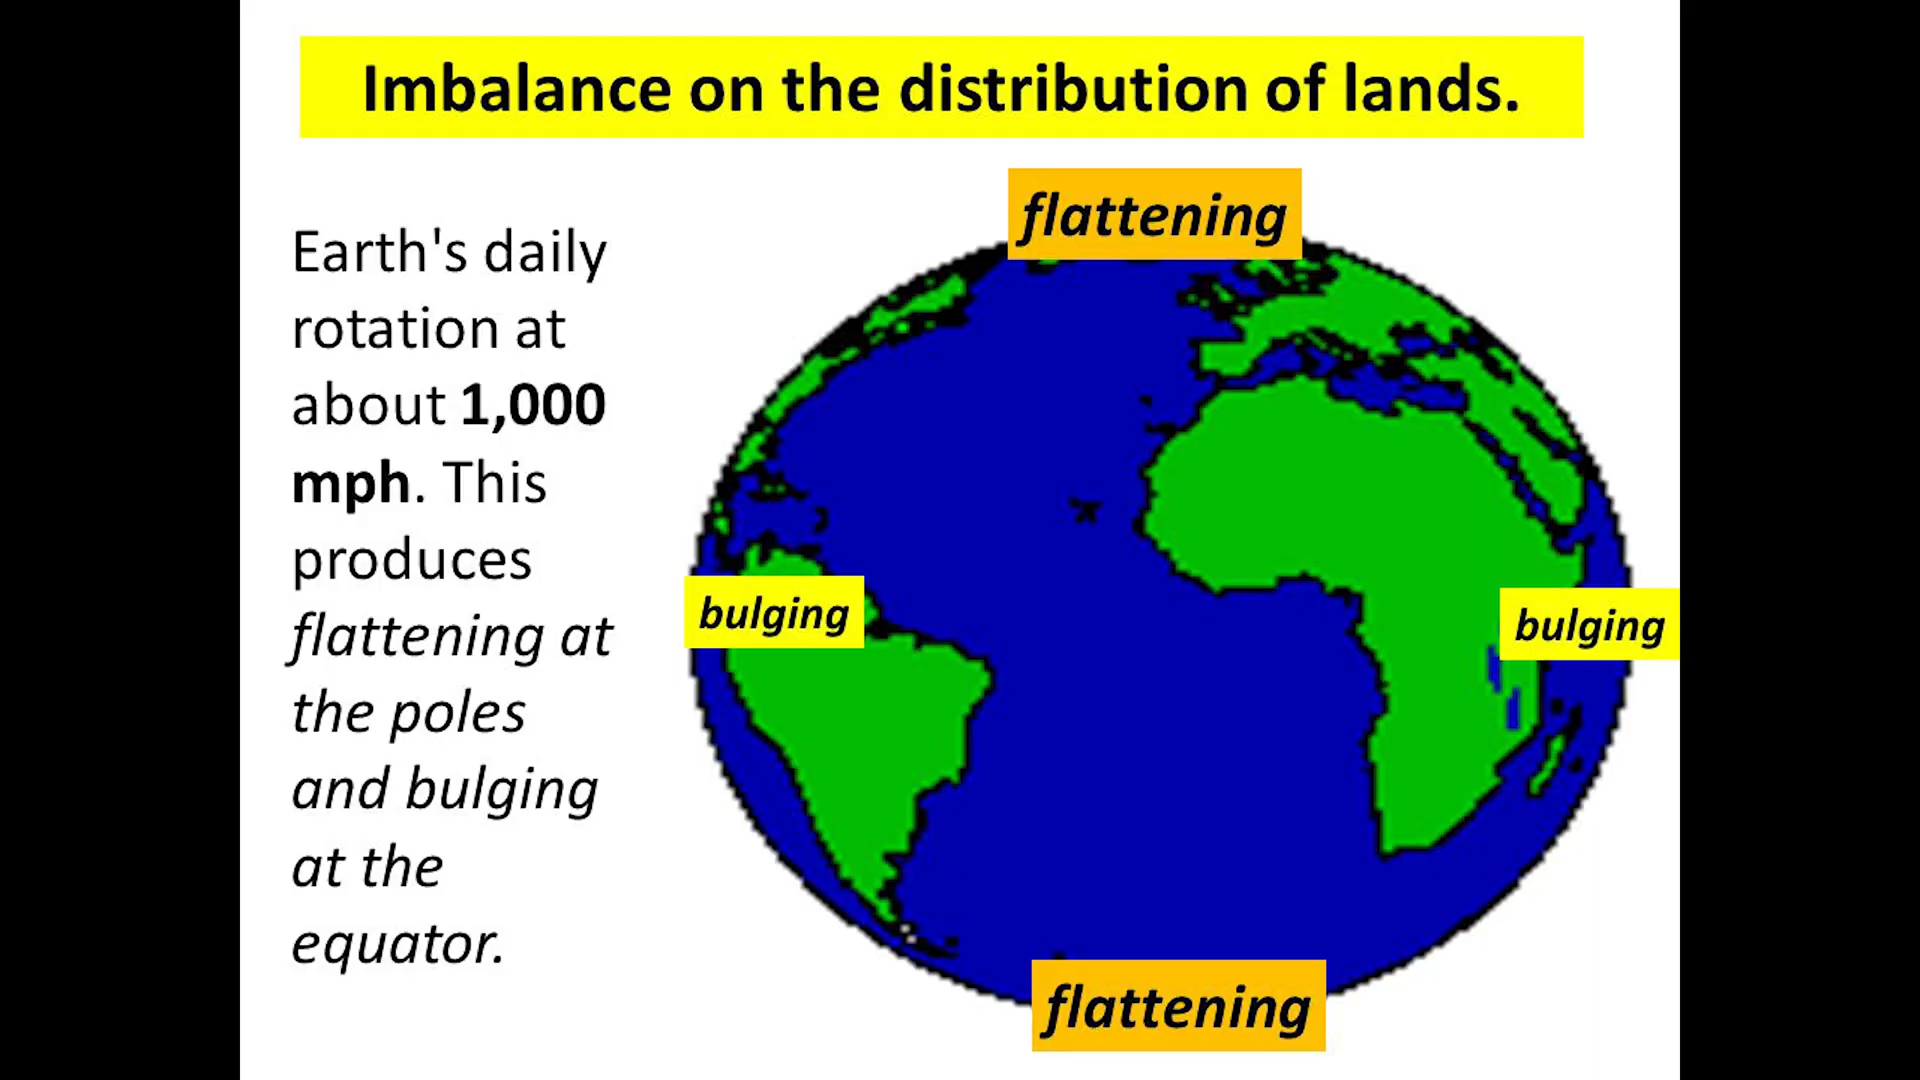 Imbalance on the distribution of lands.
flattening
Earth's daily
rotation at
about 1,000
mph. This
produces
flattening at
the poles
and bulging
at the
equator.
bulging
bulging
flattening